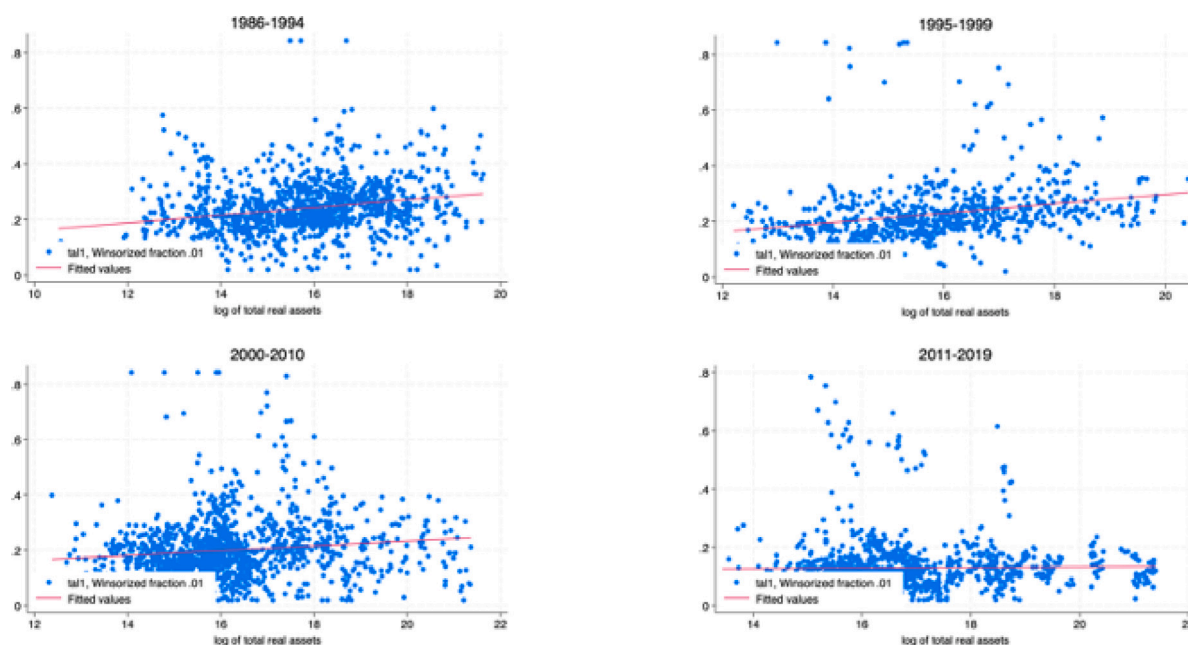 1986-1994
.8
.6
.4
.2
0
tal1, Winsorized fraction .01
Fitted values
10 12 14 16 18 20
log of total real assets
1995-1999
.8
.6
.4
.2
0
tal1, Winsorized fraction .01
Fitted values
12 14 16 18 20
log of total real assets
2000-2010
.8
.6
.4
.2
0
tal1, Winsorized fraction .01
Fitted values
12 14 16 18 20 22
log of total real assets
2011-2019
.8
.6
.4
.2
0
tal1, Winsorized fraction .01
Fitted values
14 16 18 20
log of total real assets